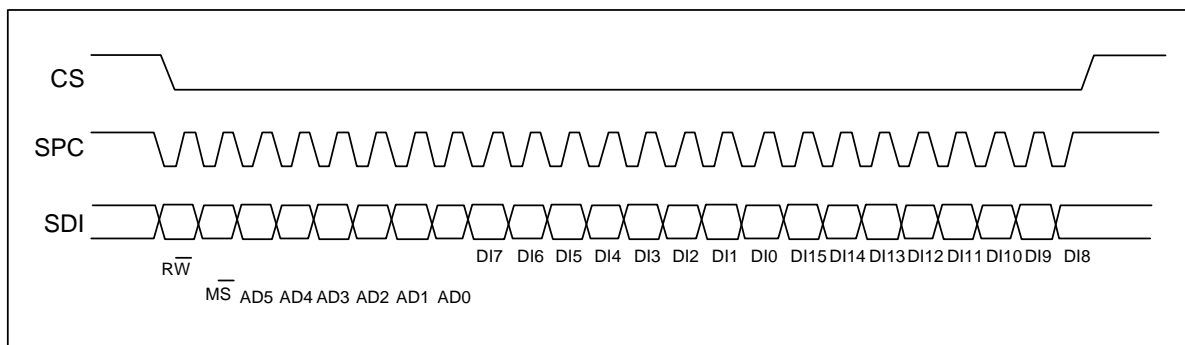 CS
SPC
SDI
DI7 DI6 DI5 DI4 DI3 DI2 DI1 DI0 DI15 DI14 DI13 DI12 DI11 DI10 DI9 DI8
RW̅
MS̅ AD5 AD4 AD3 AD2 AD1 AD0